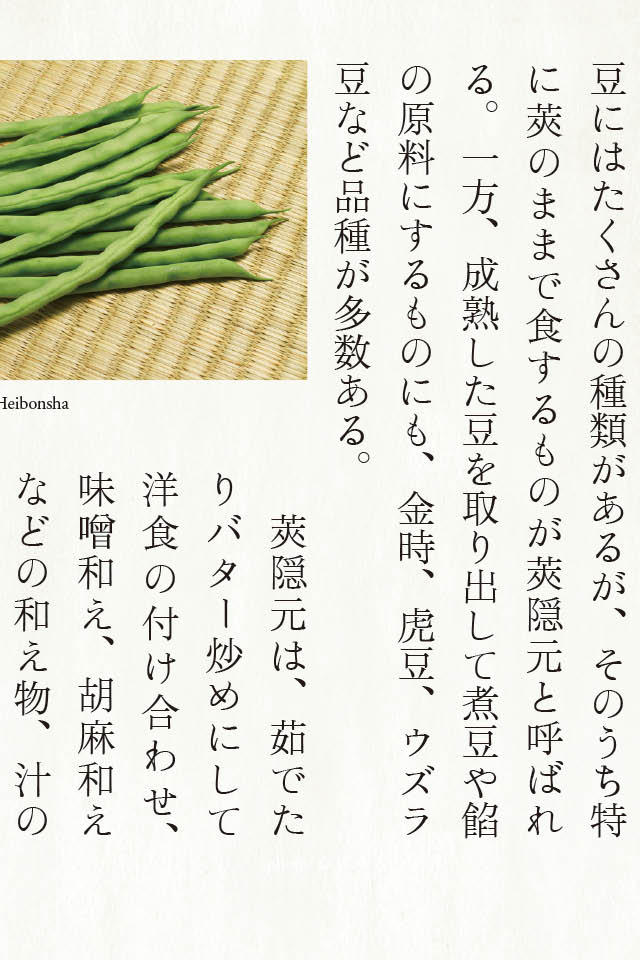 豆にはたくさんの種類があるが、そのうち特
に莢のままで食するものが莢隠元と呼ばれ
る。一方、成熟した豆を取り出して煮豆や餡
の原料にするものにも、金時、虎豆、ウズラ
豆など品種が多数ある。
Heibonsha
莢隠元は、茹でた
りバター炒めにして
洋食の付け合わせ、
味噌和え、胡麻和え
などの和え物、汁の